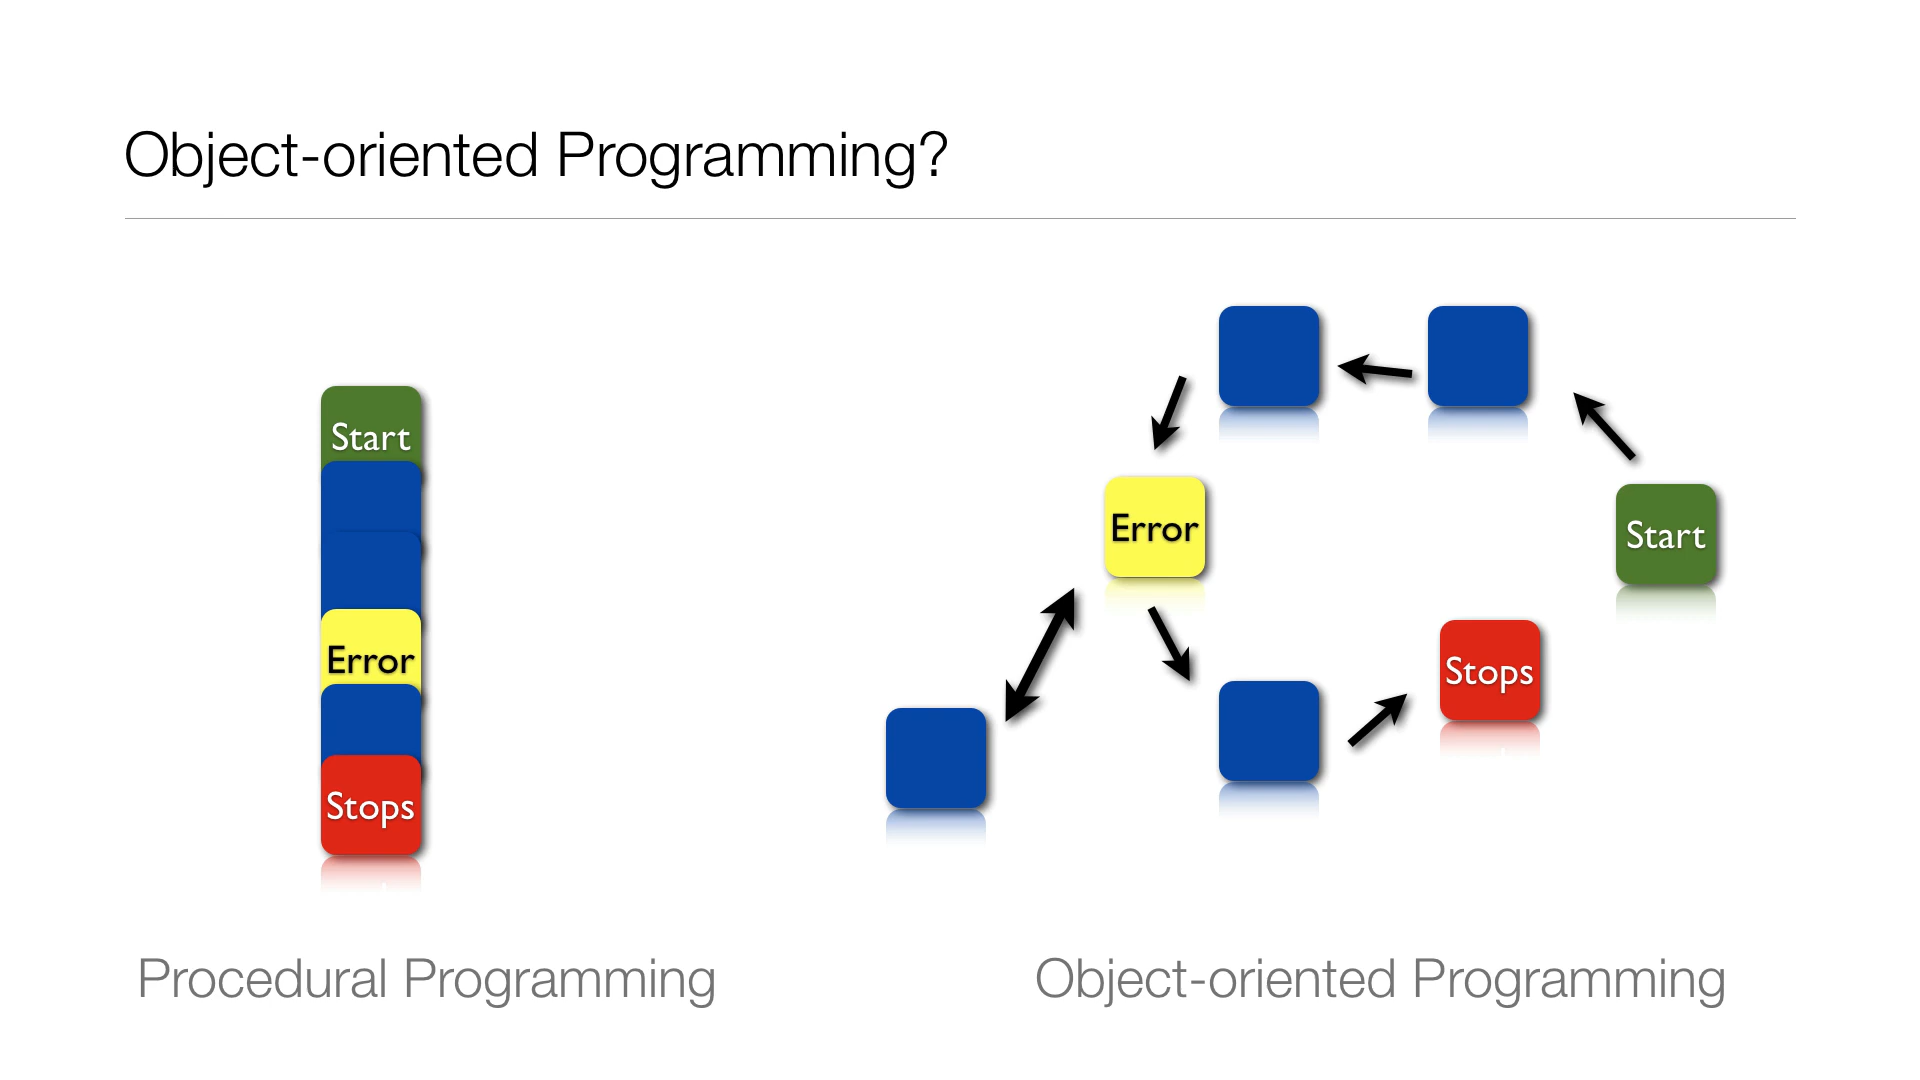 Object-oriented Programming?
Start
Error
Stops
Error
Start
Stops
Procedural Programming
Object-oriented Programming